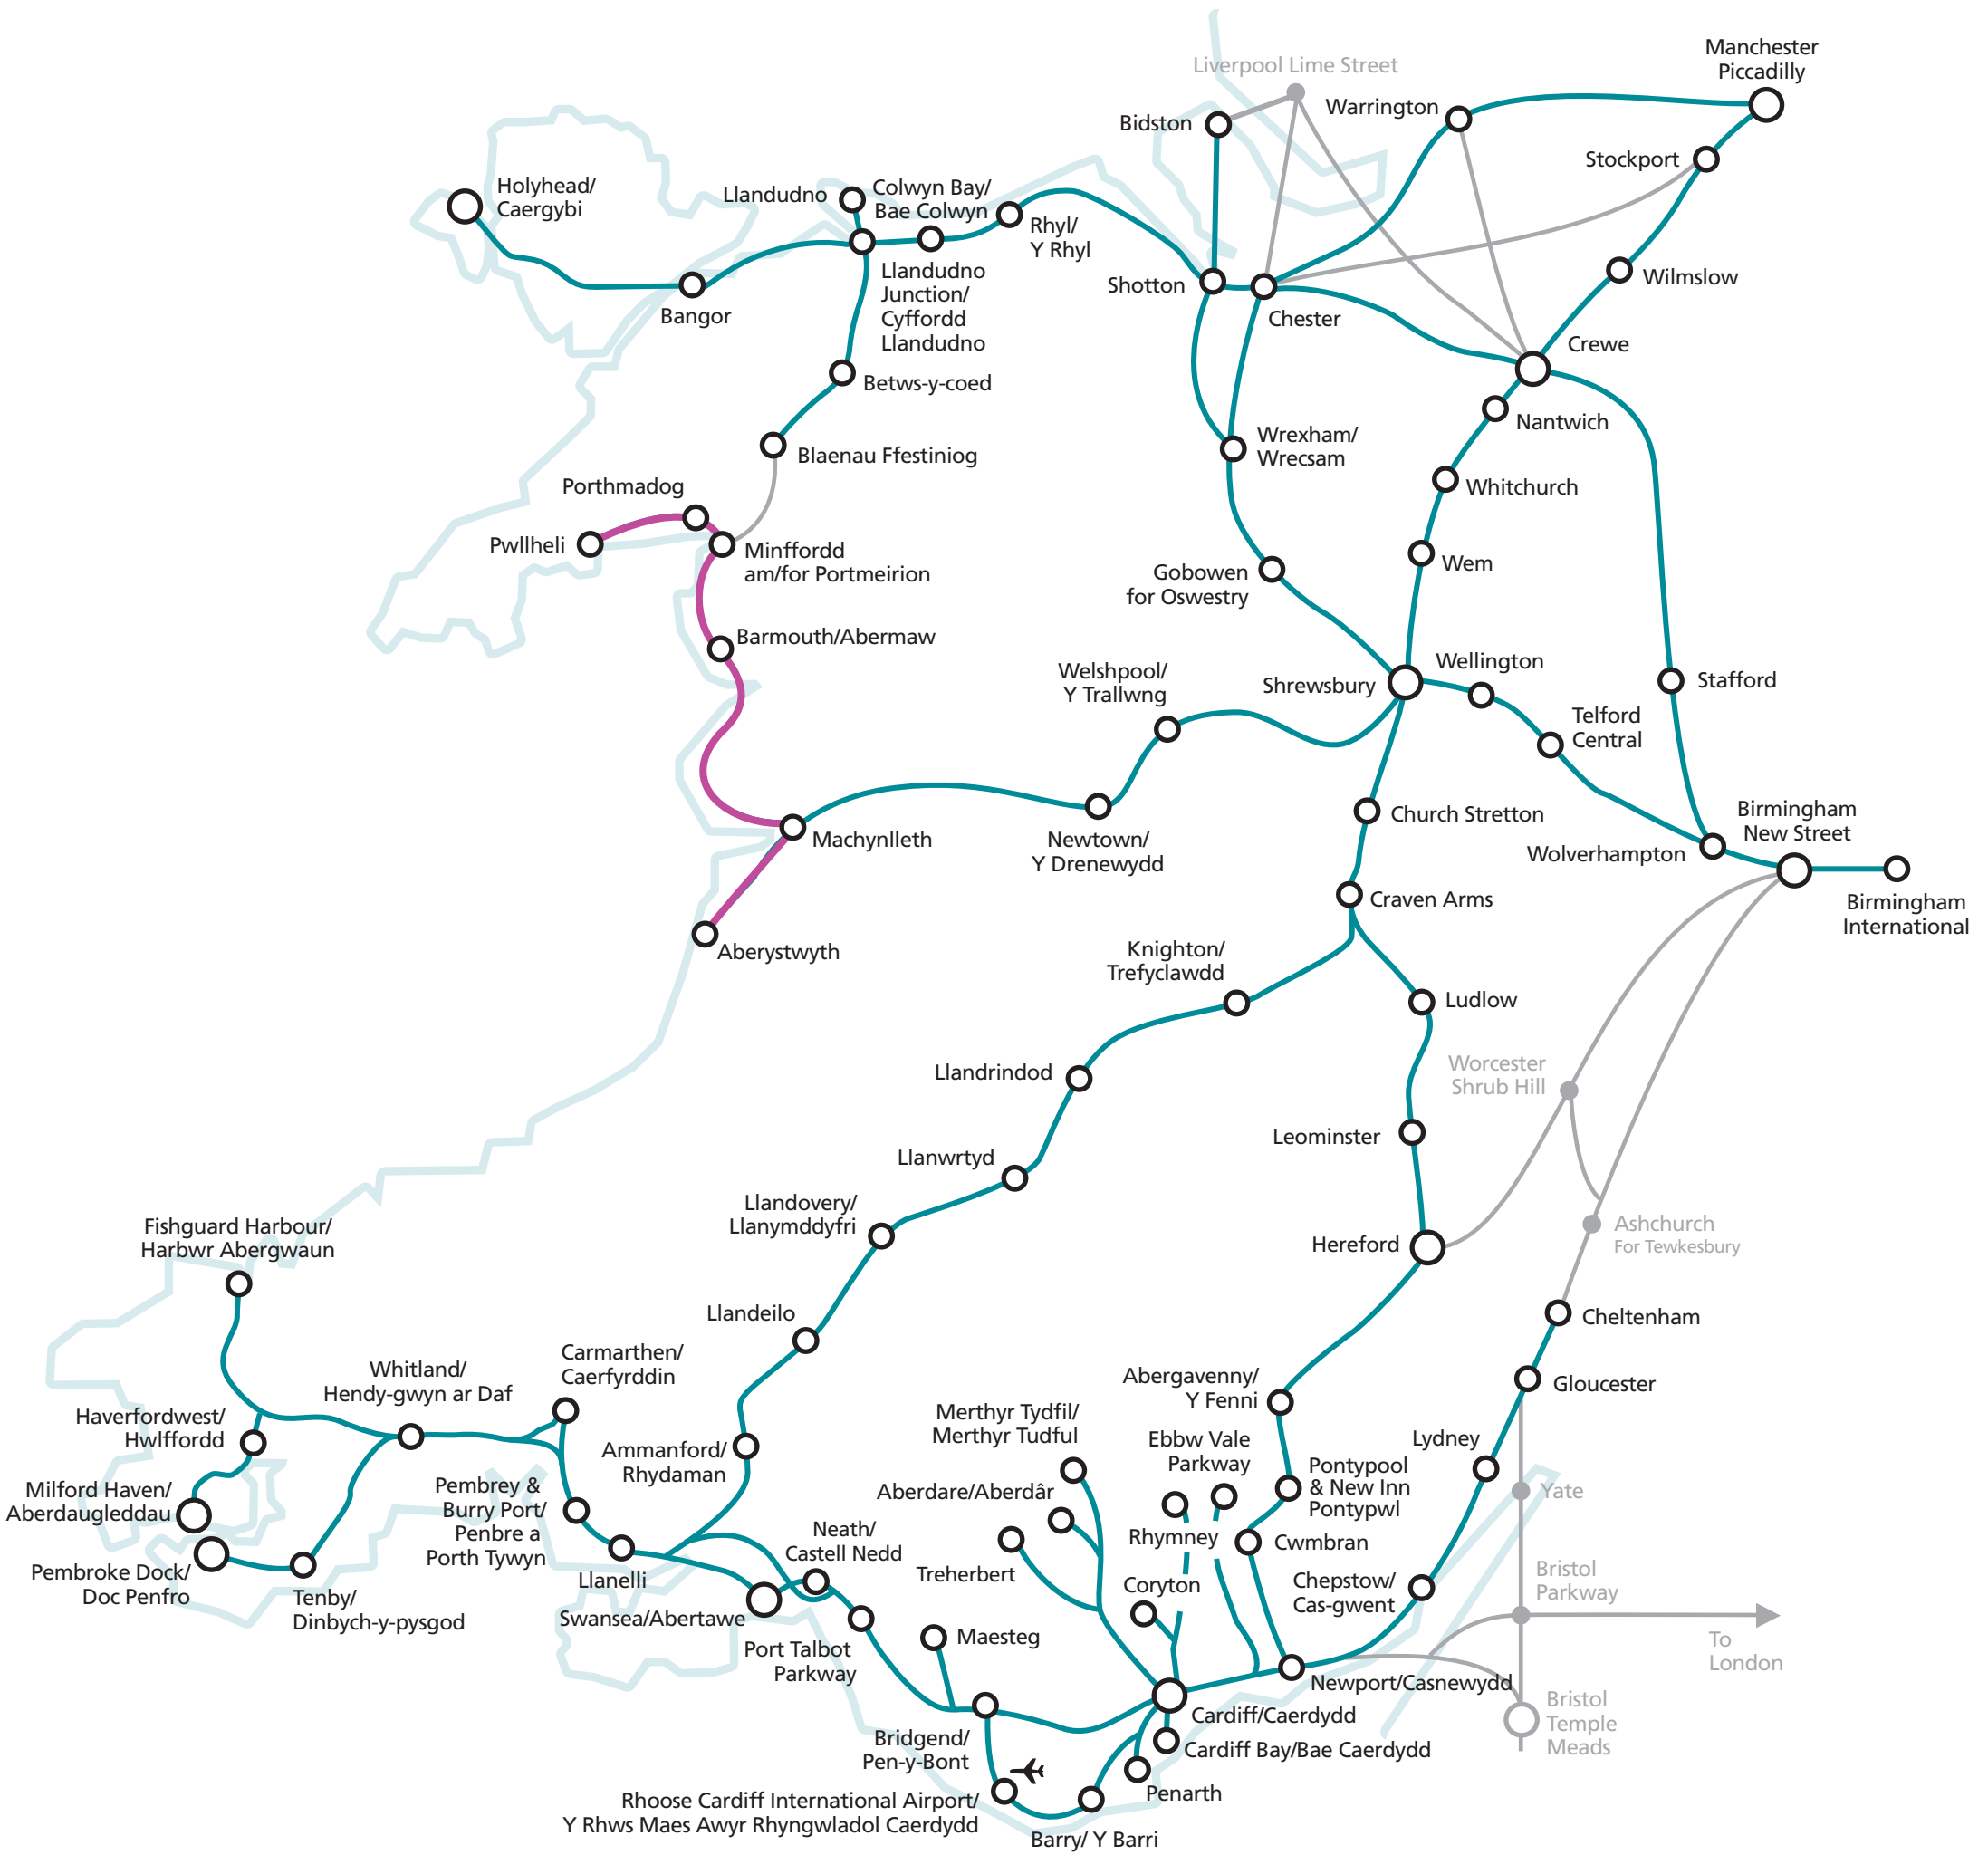 Manchester
Piccadilly
Liverpool Lime Street
Warrington
Bidston
Stockport
Holyhead/
Caergybi
Llandudno
Colwyn Bay/
Bae Colwyn
Rhyl/
Y Rhyl
Llandudno
Junction/
Cyffordd
Llandudno
Shotton
Chester
Wilmslow
Bangor
Crewe
Betws-y-coed
Nantwich
Wrexham/
Wrecsam
Blaenau Ffestiniog
Whitchurch
Porthmadog
Pwllheli
Minffordd
am/for Portmeirion
Wem
Gobowen
for Oswestry
Barmouth/Abermaw
Welshpool/
Y Trallwng
Shrewsbury
Wellington
Stafford
Telford
Central
Machynlleth
Newtown/
Y Drenewydd
Church Stretton
Birmingham
New Street
Wolverhampton
Birmingham
International
Craven Arms
Aberystwyth
Knighton/
Trefyclawdd
Ludlow
Llandrindod
Worcester
Shrub Hill
Leominster
Llanwrtyd
Llandovery/
Llanymddyfri
Fishguard Harbour/
Harbwr Abergwaun
Hereford
Ashchurch
For Tewkesbury
Llandeilo
Cheltenham
Carmarthen/
Caerfyrddin
Whitland/
Hendy-gwyn ar Daf
Abergavenny/
Y Fenni
Gloucester
Haverfordwest/
Hwlffordd
Merthyr Tydfil/
Merthyr Tudful
Ebbw Vale
Parkway
Lydney
Ammanford/
Rhydaman
Pontypool
& New Inn
Pontypwl
Milford Haven/
Aberdaugleddau
Pembrey &
Burry Port/
Penbre a
Porth Tywyn
Aberdare/Aberdâr
Yate
Neath/
Castell Nedd
Rhymney
Cwmbran
Pembroke Dock/
Doc Penfro
Tenby/
Dinbych-y-pysgod
Llanelli
Treherbert
Coryton
Chepstow/
Cas-gwent
Bristol
Parkway
Swansea/Abertawe
Port Talbot
Parkway
Maesteg
To
London
Newport/Casnewydd
Bristol
Temple
Meads
Cardiff/Caerdydd
Bridgend/
Pen-y-Bont
Cardiff Bay/Bae Caerdydd
Penarth
Rhoose Cardiff International Airport/
Y Rhws Maes Awyr Rhyngwladol Caerdydd
Barry/ Y Barri